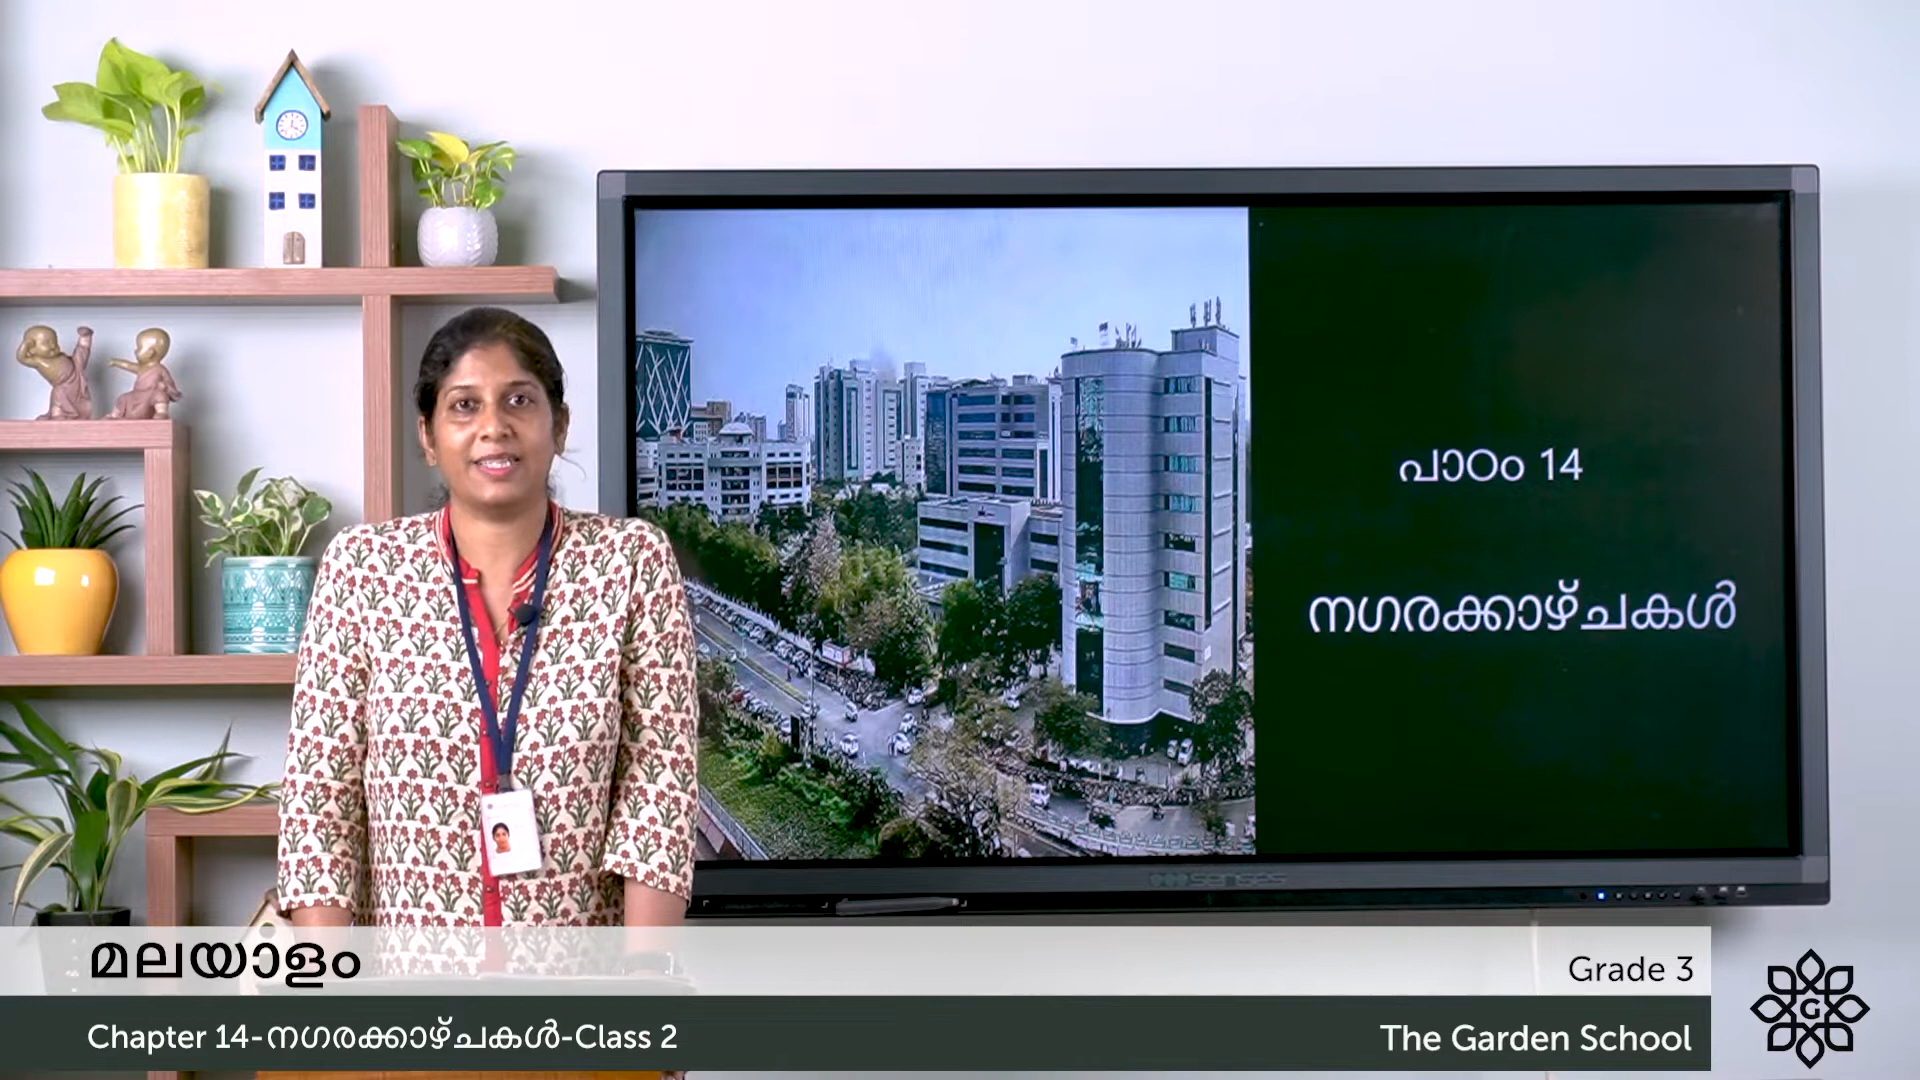 പാഠം 14
നഗരക്കാഴ്ചകൾ
മലയാളം
Grade 3
Chapter 14-നഗരക്കാഴ്ചകൾ-Class 2
The Garden School
G